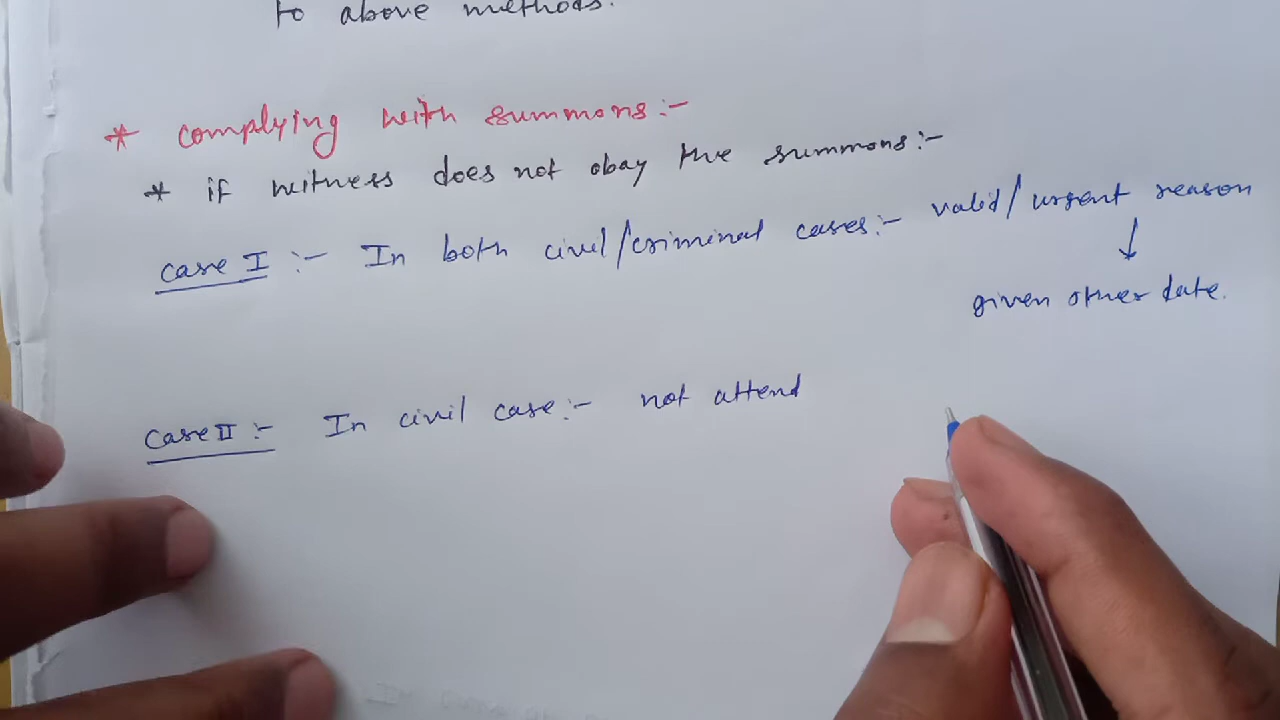 to above methods.
* complying with summons:-
* if witness does not obay the summons:-
case I :- In both civil/criminal cases:- valid/urgent reason
↓
given other date.
case II :- In civil case:- not attend